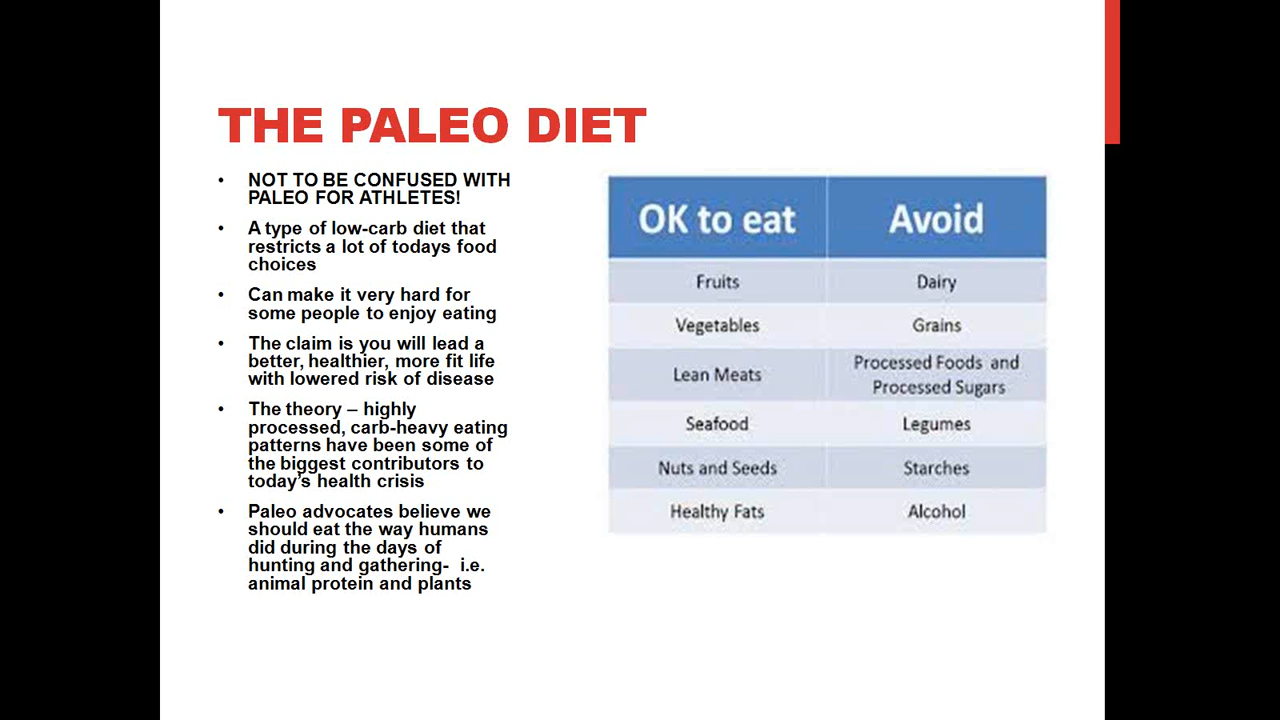 THE PALEO DIET
• NOT TO BE CONFUSED WITH
PALEO FOR ATHLETES!
• A type of low-carb diet that
restricts a lot of todays food
choices
• Can make it very hard for
some people to enjoy eating
• The claim is you will lead a
better, healthier, more fit life
with lowered risk of disease
• The theory – highly
processed, carb-heavy eating
patterns have been some of
the biggest contributors to
today's health crisis
• Paleo advocates believe we
should eat the way humans
did during the days of
hunting and gathering- i.e.
animal protein and plants
OK to eat Avoid
Fruits Dairy
Vegetables Grains
Lean Meats Processed Foods and
Processed Sugars
Seafood Legumes
Nuts and Seeds Starches
Healthy Fats Alcohol